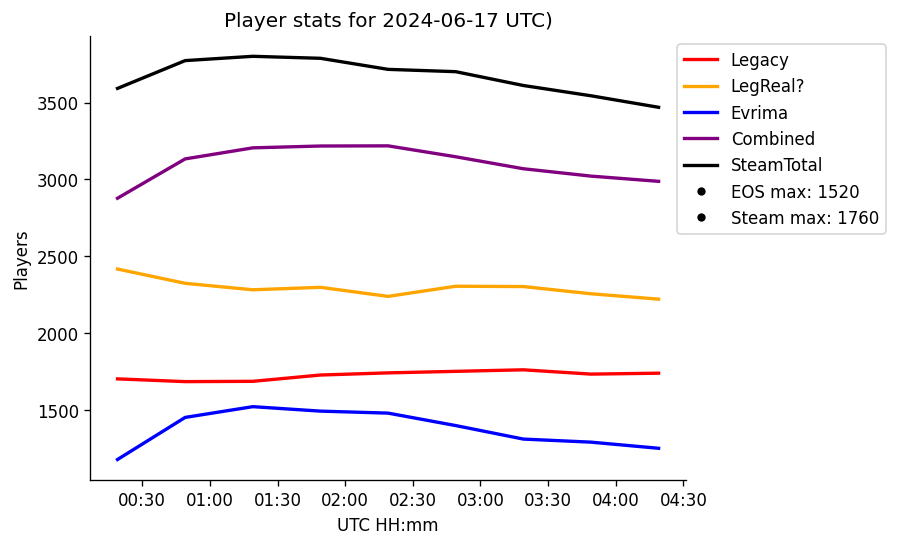 Player stats for 2024-06-17 UTC)
Legacy
LegReal?
Evrima
Combined
SteamTotal
EOS max: 1520
Steam max: 1760
Players
3500
3000
2500
2000
1500
00:30 01:00 01:30 02:00 02:30 03:00 03:30 04:00 04:30
UTC HH:mm